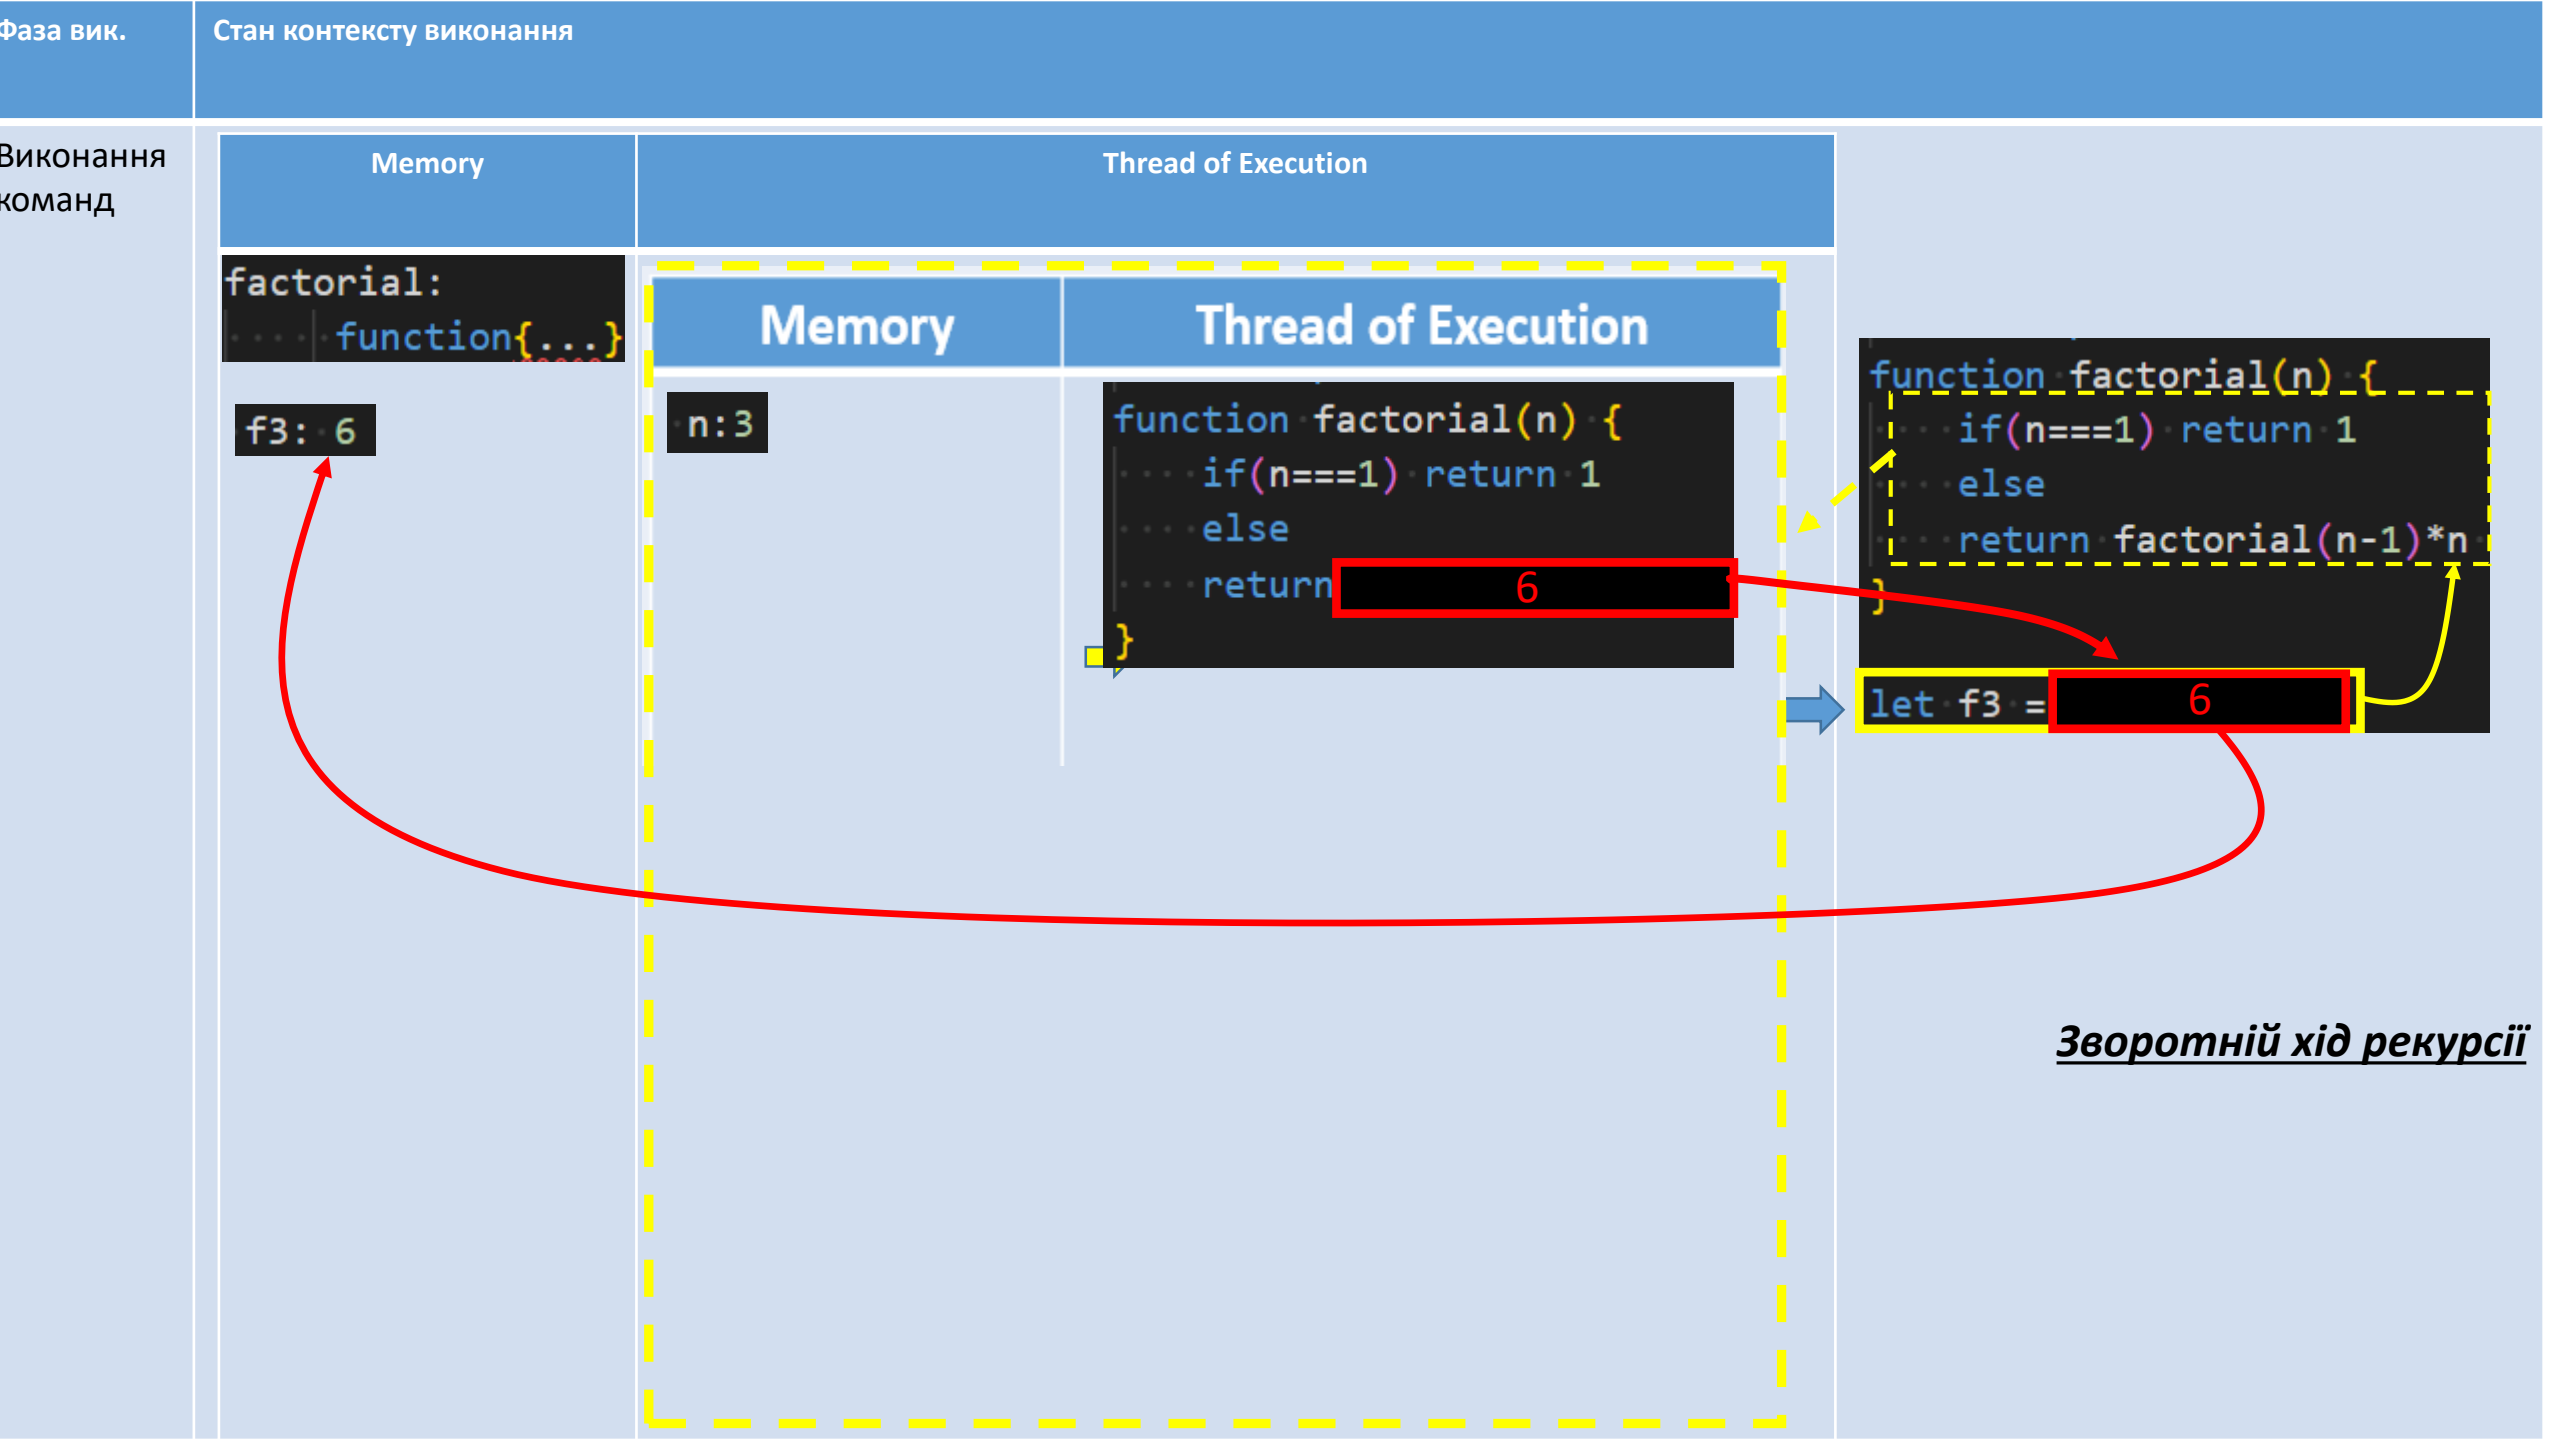 Фаза вик.
Стан контексту виконання
Виконання
команд
Memory
Thread of Execution
factorial:
function{...}
f3: 6
Memory
Thread of Execution
n:3
function factorial(n) {
if(n===1) return 1
else
return 6
}
function factorial(n) {
if(n===1) return 1
else
return factorial(n-1)*n
}
let f3 = 6
Зворотній хід рекурсії